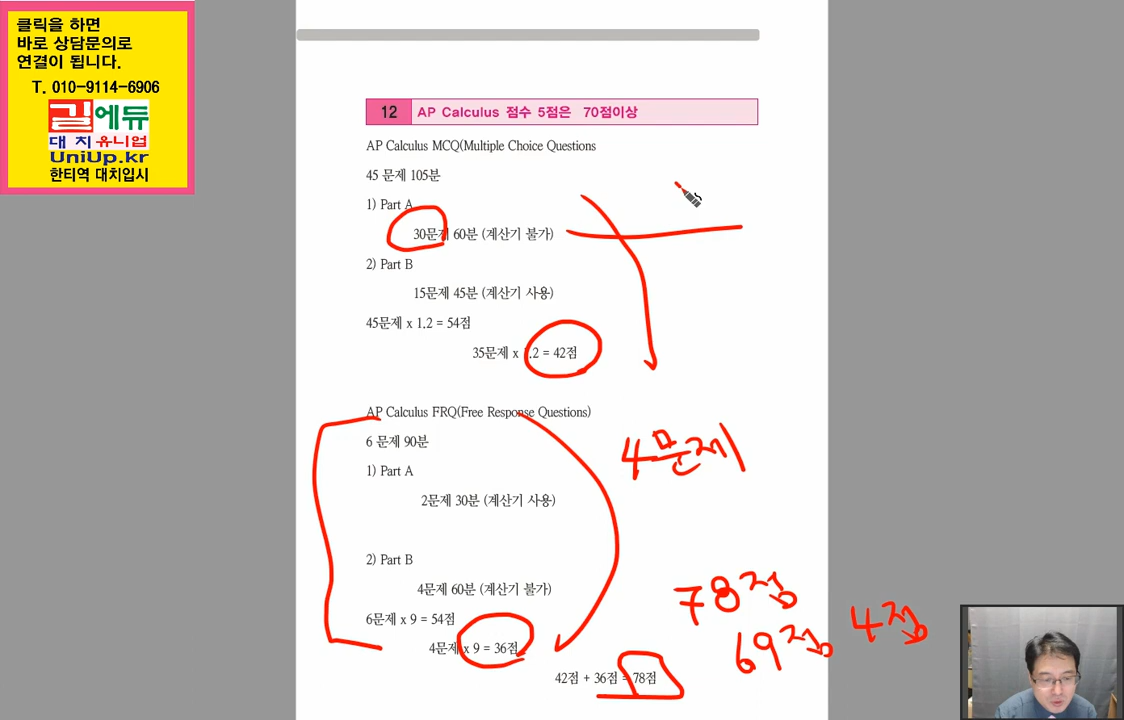 클릭을 하면
바로 상담문의로
연결이 됩니다.
T. 010-9114-6906
길에듀
대 치 유니업
UniUp.kr
한티역 대치입시
12 AP Calculus 점수 5점은 70점이상
AP Calculus MCQ(Multiple Choice Questions
45 문제 105분
1) Part A
30문제 60분 (계산기 불가)
2) Part B
15문제 45분 (계산기 사용)
45문제 x 1.2 = 54점
35문제 x 1.2 = 42점
AP Calculus FRQ(Free Response Questions)
6 문제 90분
4문제
1) Part A
2문제 30분 (계산기 사용)
2) Part B
4문제 60분 (계산기 불가)
78점
6문제 x 9 = 54점
4점
4문제 x 9 = 36점
69점
42점 + 36점 = 78점